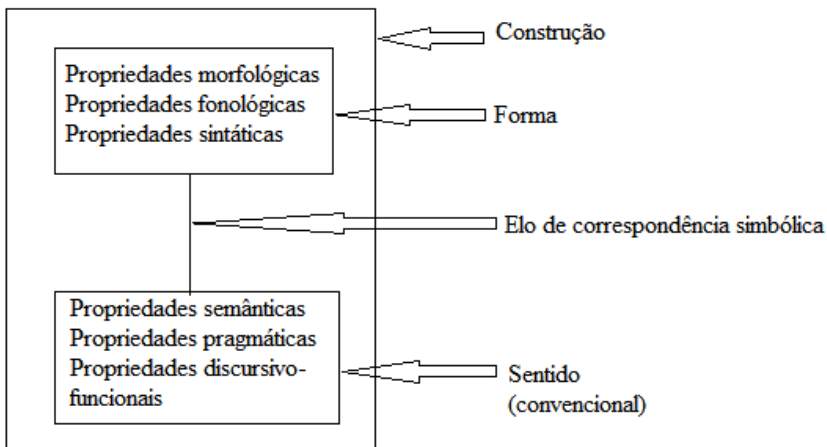 Construção
Propriedades morfológicas
Propriedades fonológicas
Propriedades sintáticas
Forma
Elo de correspondência simbólica
Propriedades semânticas
Propriedades pragmáticas
Propriedades discursivo-
funcionais
Sentido
(convencional)